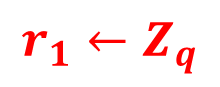 r₁ ← Z_q